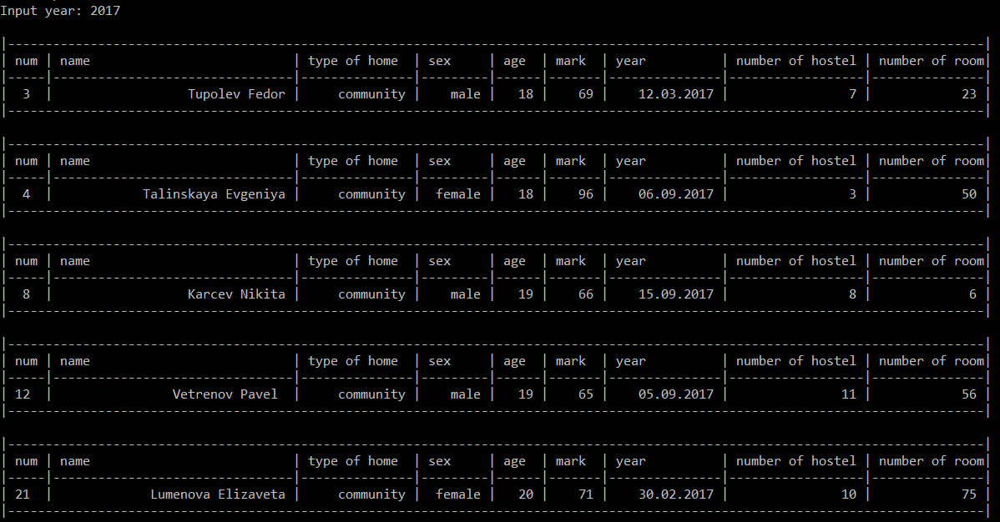 Input year: 2017
|----------------------------------------------------------------------------------------------------------------------------------|
| num | name                           | type of home  | sex     | age  | mark  | year          | number of hostel | number of room|
|-----|--------------------------------|---------------|---------|------|-------|---------------|------------------|---------------|
|  3  |                  Tupolev Fedor |     community |    male |   18 |    69 |    12.03.2017 |                7 |            23 |
|----------------------------------------------------------------------------------------------------------------------------------|
|----------------------------------------------------------------------------------------------------------------------------------|
| num | name                           | type of home  | sex     | age  | mark  | year          | number of hostel | number of room|
|-----|--------------------------------|---------------|---------|------|-------|---------------|------------------|---------------|
|  4  |            Talinskaya Evgeniya |     community |  female |   18 |    96 |    06.09.2017 |                3 |            50 |
|----------------------------------------------------------------------------------------------------------------------------------|
|----------------------------------------------------------------------------------------------------------------------------------|
| num | name                           | type of home  | sex     | age  | mark  | year          | number of hostel | number of room|
|-----|--------------------------------|---------------|---------|------|-------|---------------|------------------|---------------|
|  8  |                  Karcev Nikita |     community |    male |   19 |    66 |    15.09.2017 |                8 |             6 |
|----------------------------------------------------------------------------------------------------------------------------------|
|----------------------------------------------------------------------------------------------------------------------------------|
| num | name                           | type of home  | sex     | age  | mark  | year          | number of hostel | number of room|
|-----|--------------------------------|---------------|---------|------|-------|---------------|------------------|---------------|
| 12  |                Vetrenov Pavel  |     community |    male |   19 |    65 |    05.09.2017 |               11 |            56 |
|----------------------------------------------------------------------------------------------------------------------------------|
|----------------------------------------------------------------------------------------------------------------------------------|
| num | name                           | type of home  | sex     | age  | mark  | year          | number of hostel | number of room|
|-----|--------------------------------|---------------|---------|------|-------|---------------|------------------|---------------|
| 21  |             Lumenova Elizaveta |     community |  female |   20 |    71 |    30.02.2017 |               10 |            75 |
|----------------------------------------------------------------------------------------------------------------------------------|